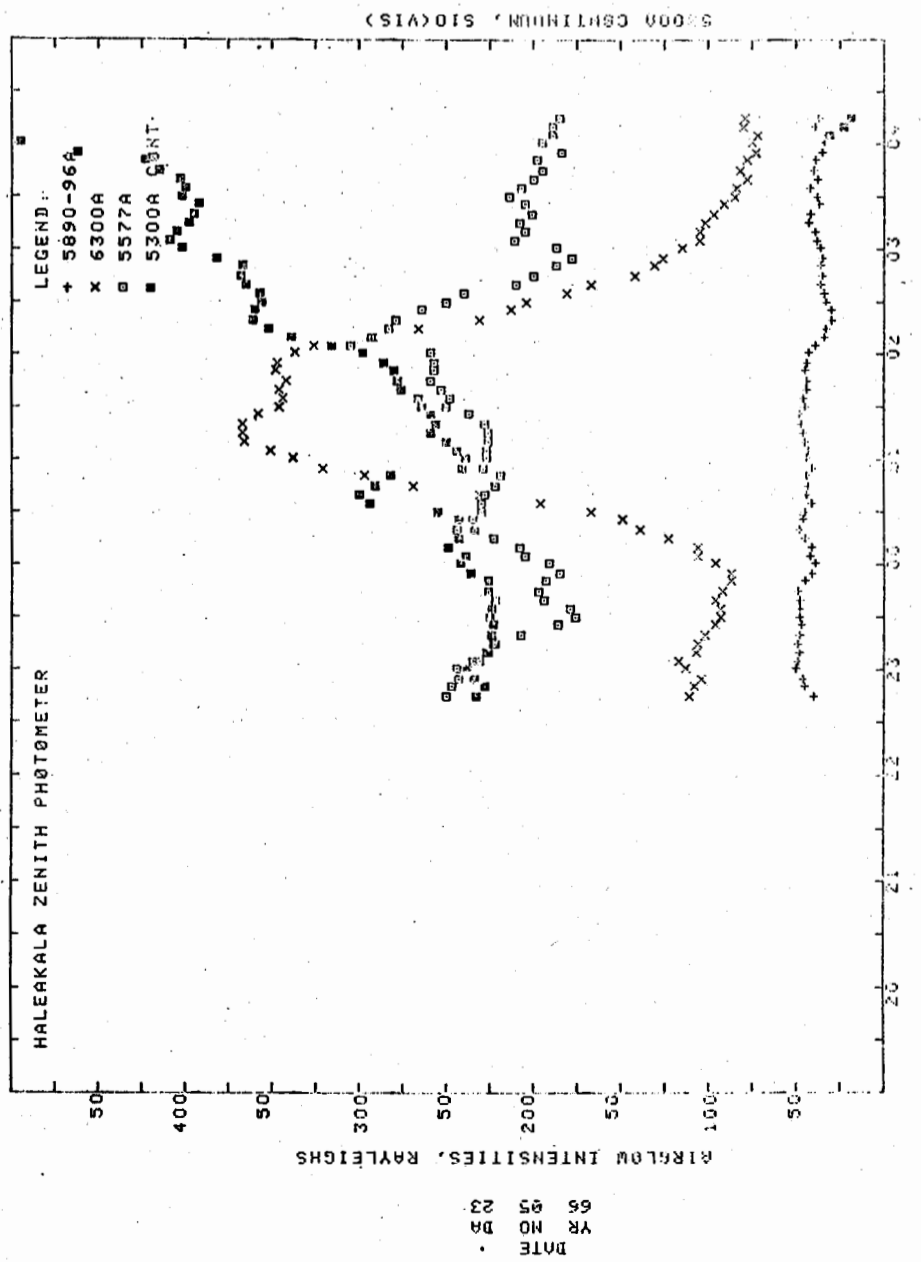 HALEAKALA ZENITH PHOTOMETER
LEGEND:
+ 5890-96A
x 6300A
5577A
5300A CONT.
50
400
350
50
250
200
50
100
50
AIRGLOW INTENSITIES, RAYLEIGHS
20
21
22
23
00
01
02
03
04
5300A CONTINUUM, S10(VIS)
DATE
YR MO DA
66 05 23